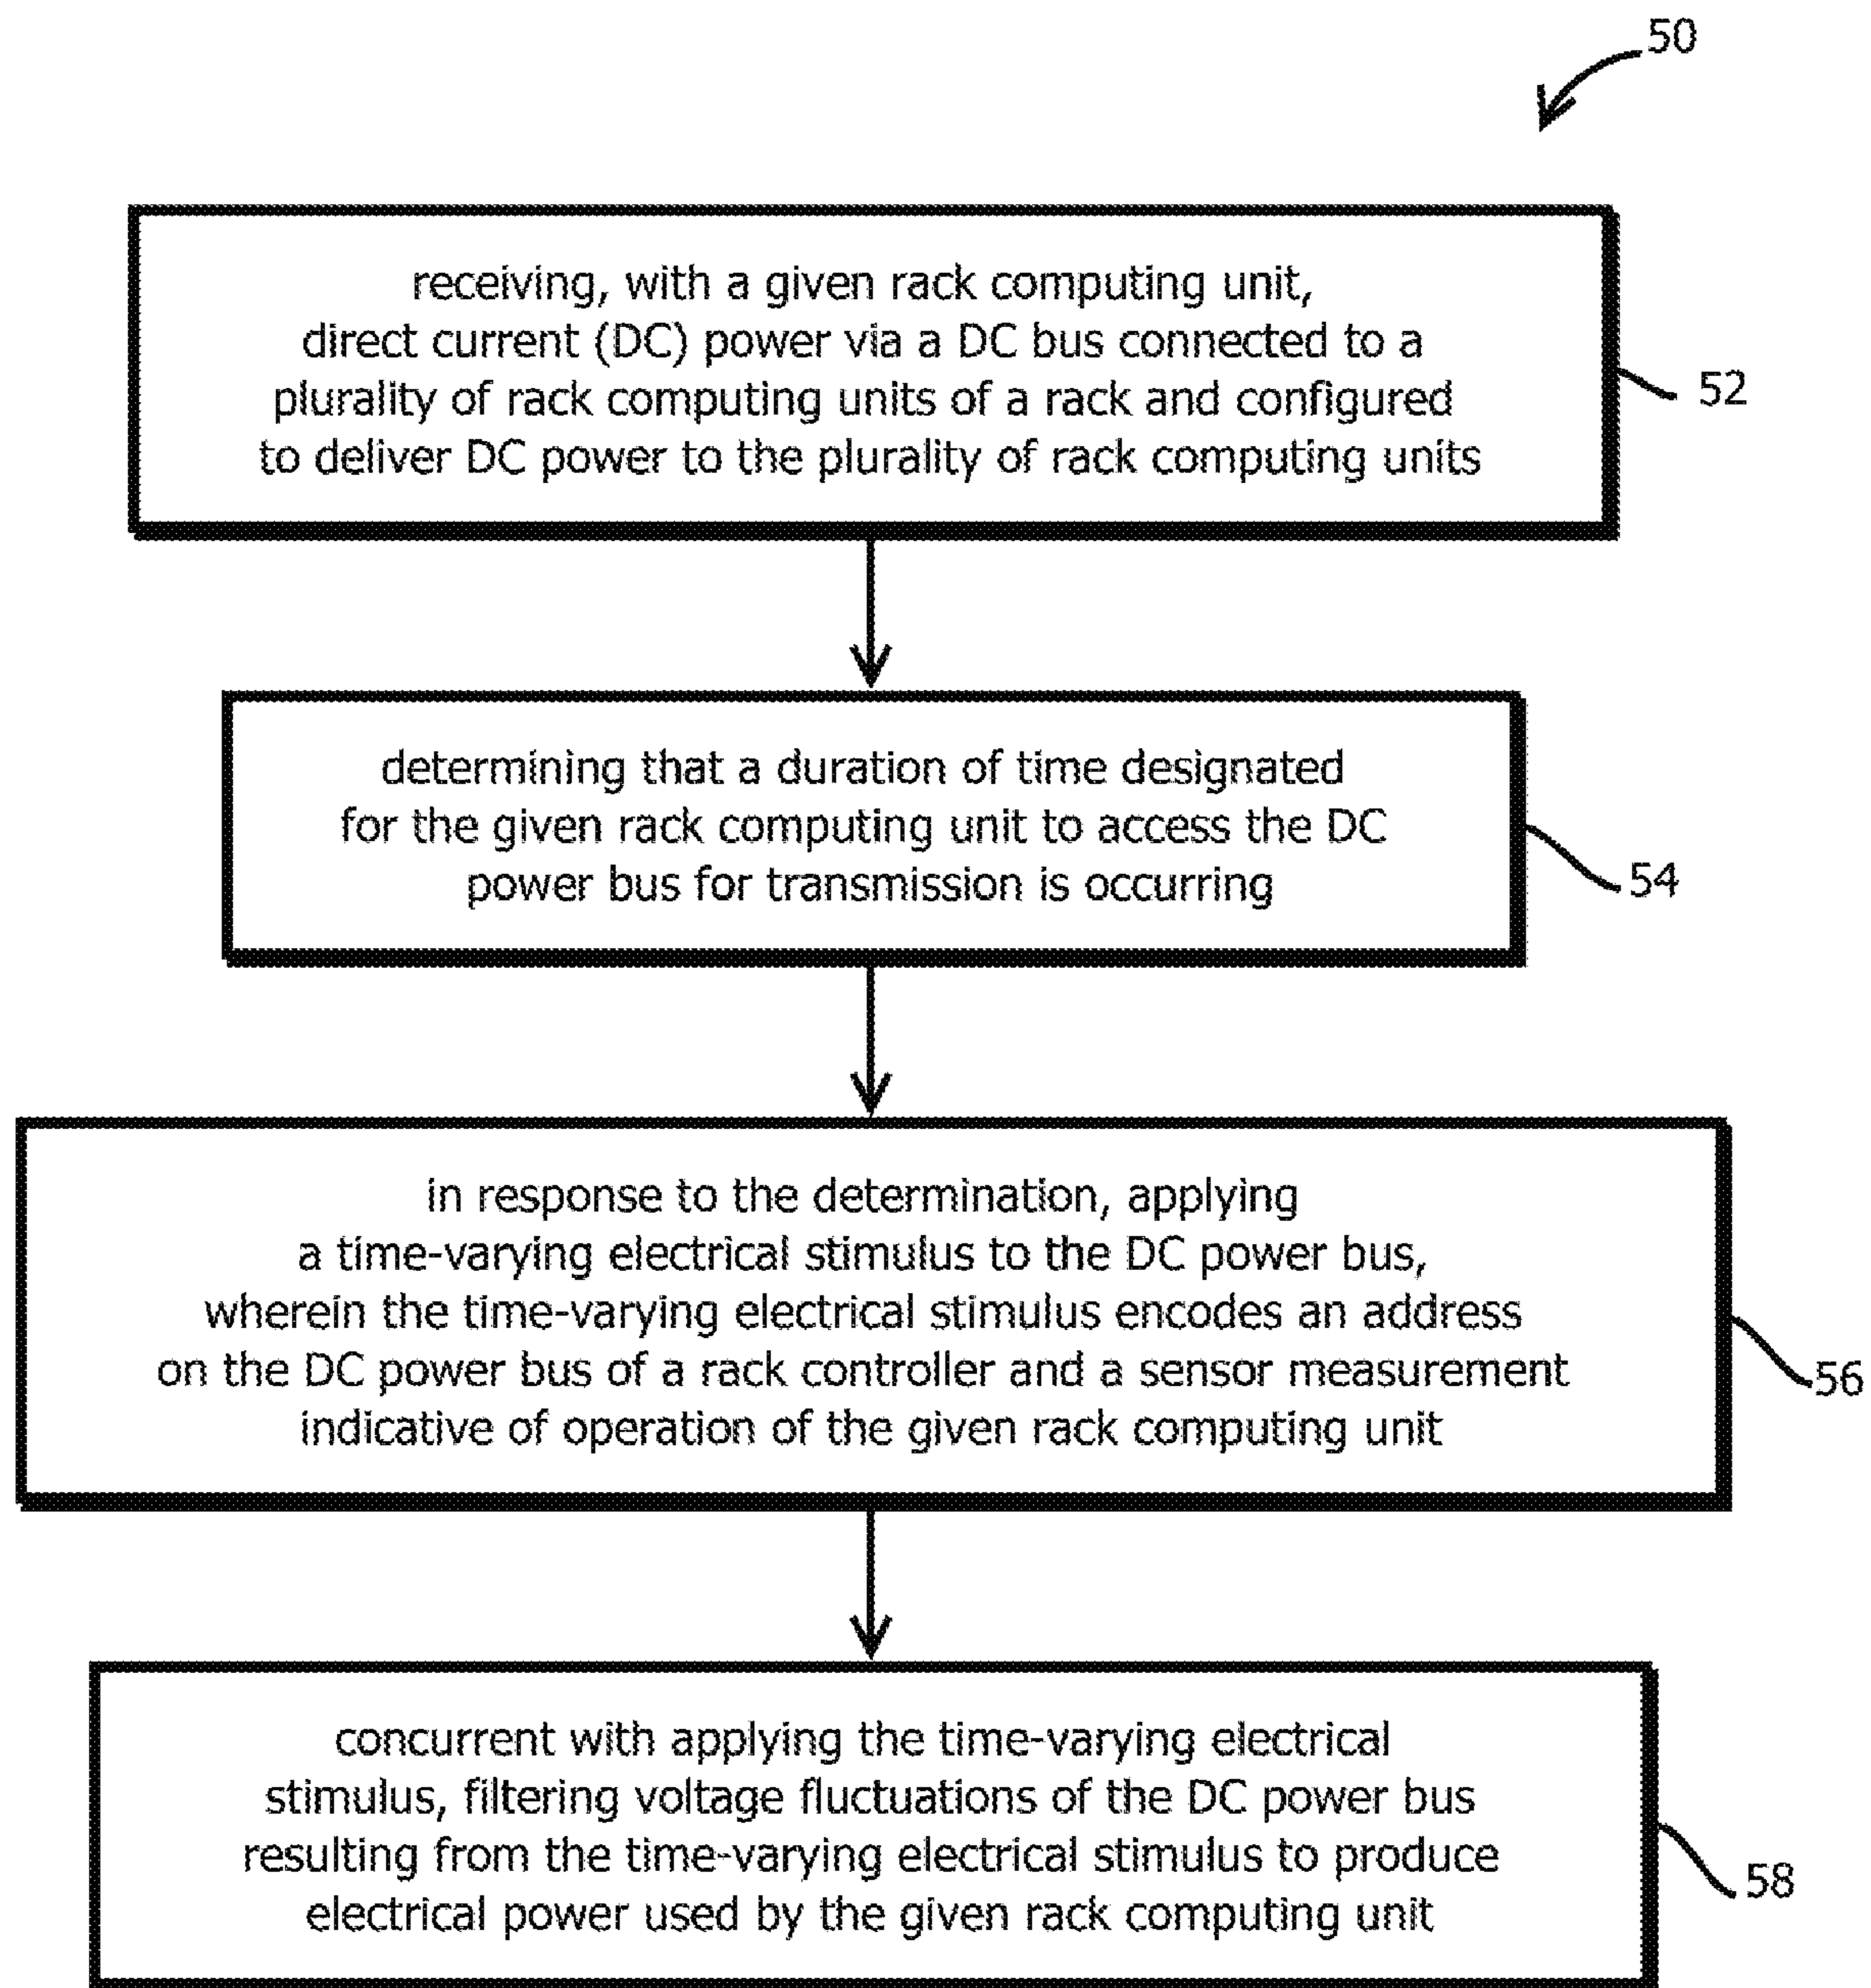 50
receiving, with a given rack computing unit,
direct current (DC) power via a DC bus connected to a
plurality of rack computing units of a rack and configured
to deliver DC power to the plurality of rack computing units
52
determining that a duration of time designated
for the given rack computing unit to access the DC
power bus for transmission is occurring
54
in response to the determination, applying
a time-varying electrical stimulus to the DC power bus,
wherein the time-varying electrical stimulus encodes an address
on the DC power bus of a rack controller and a sensor measurement
indicative of operation of the given rack computing unit
56
concurrent with applying the time-varying electrical
stimulus, filtering voltage fluctuations of the DC power bus
resulting from the time-varying electrical stimulus to produce
electrical power used by the given rack computing unit
58